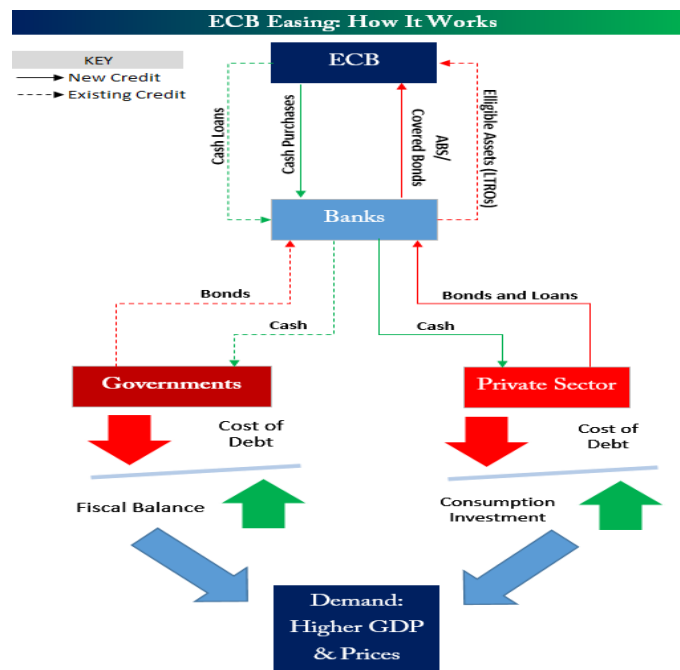 ECB Easing: How It Works
KEY
New Credit
Existing Credit
ECB
Cash Loans
Cash Purchases
ABS/
Covered Bonds
Elligible Assets (LTROs)
Banks
Bonds
Cash
Bonds and Loans
Cash
Governments
Private Sector
Cost of
Debt
Fiscal Balance
Cost of
Debt
Consumption
Investment
Demand:
Higher GDP
& Prices